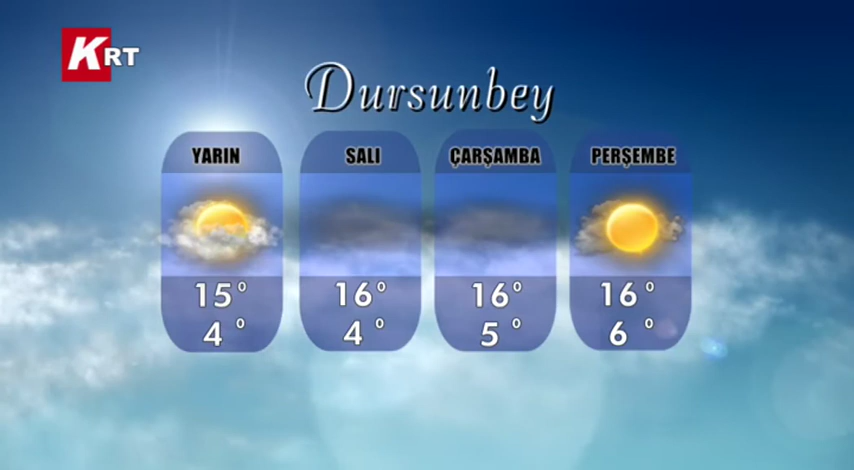 KRT
Dursunbey
YARIN SALI ÇARŞAMBA PERŞEMBE
15° 16° 16° 16°
4° 4° 5° 6°